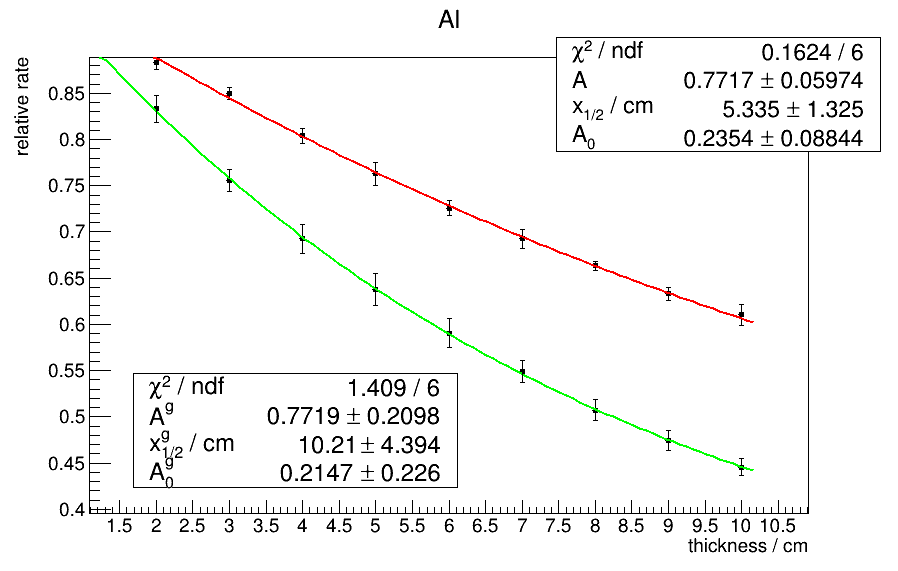 Al
relative rate
χ² / ndf 0.1624 / 6
A 0.7717 ± 0.05974
x1/2 / cm 5.335 ± 1.325
A0 0.2354 ± 0.08844
0.85
0.8
0.75
0.7
0.65
0.6
0.55
0.5
0.45
0.4
χ² / ndf 1.409 / 6
A^g 0.7719 ± 0.2098
x^g_1/2 / cm 10.21 ± 4.394
A^g_0 0.2147 ± 0.226
1.5 2 2.5 3 3.5 4 4.5 5 5.5 6 6.5 7 7.5 8 8.5 9 9.5 10 10.5
thickness / cm